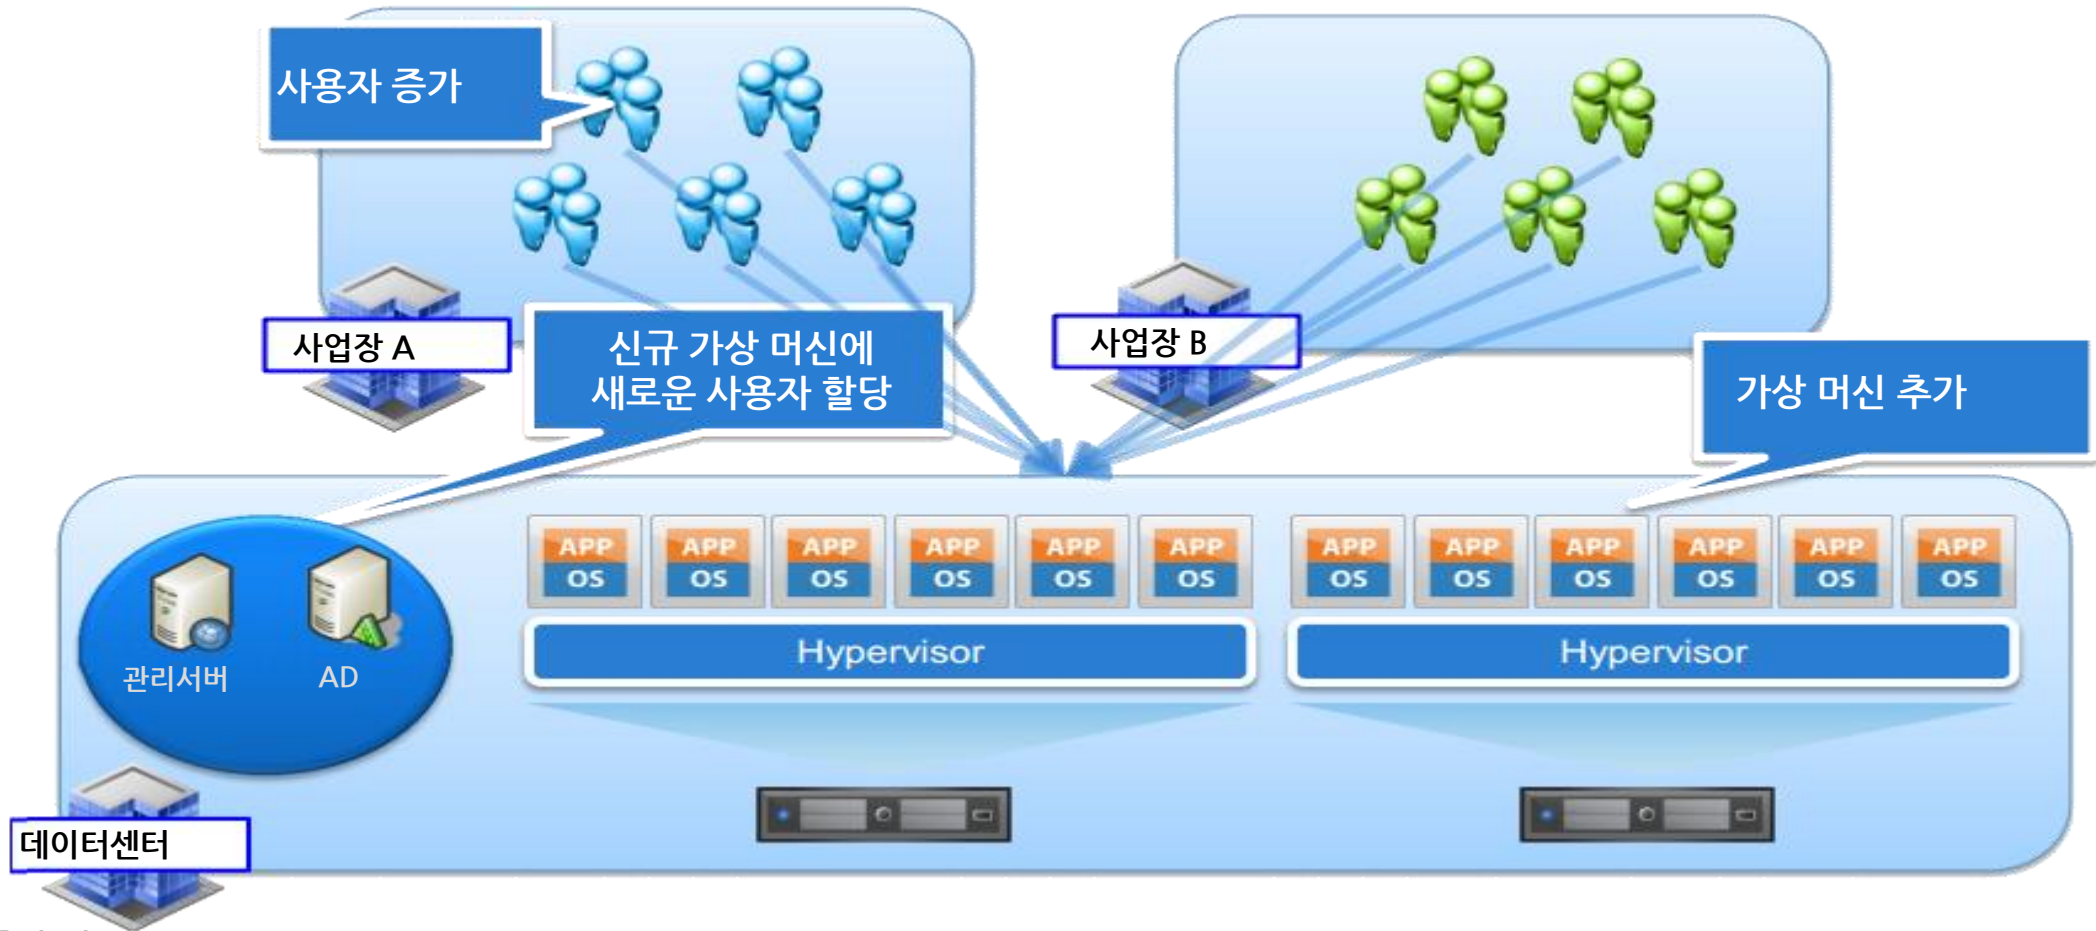 사용자 증가
사업장 A
신규 가상 머신에
새로운 사용자 할당
사업장 B
가상 머신 추가
APP APP APP APP APP APP APP APP APP APP APP APP
OS OS OS OS OS OS OS OS OS OS OS OS
Hypervisor Hypervisor
관리서버 AD
데이터센터